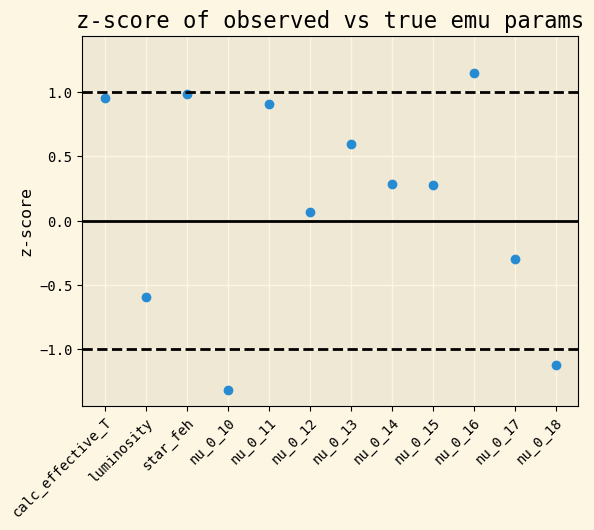 z-score of observed vs true emu params
z-score
1.0
0.5
0.0
−0.5
−1.0
calc_effective_T
luminosity
star_feh
nu_0_10
nu_0_11
nu_0_12
nu_0_13
nu_0_14
nu_0_15
nu_0_16
nu_0_17
nu_0_18